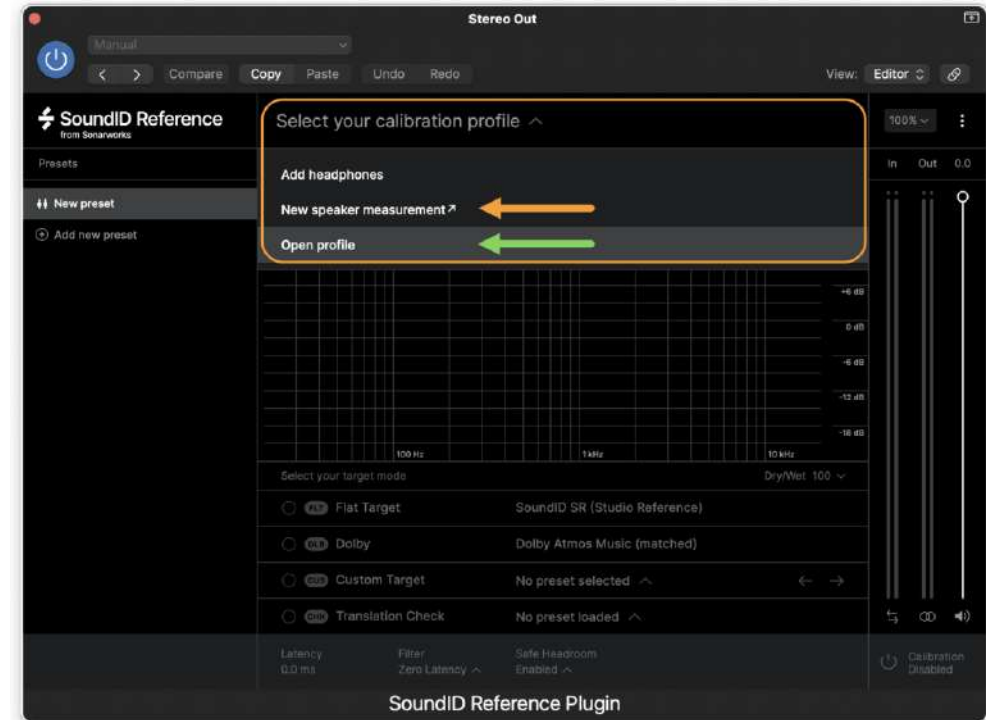 Stereo Out
Manual
Compare Copy Paste Undo Redo View: Editor
SoundID Reference
from Sonarworks
Select your calibration profile
100%
Presets
In Out 0.0
Add headphones
New preset
New speaker measurement
Add new preset
Open profile
+6 dB
0 dB
-6 dB
-12 dB
-18 dB
100 Hz 1 kHz 10 kHz
Select your target mode Dry/Wet 100
FLT Flat Target SoundID SR (Studio Reference)
DLB Dolby Dolby Atmos Music (matched)
CUS Custom Target No preset selected
CHK Translation Check No preset loaded
Latency Filter Safe Headroom
0.0 ms Zero Latency Enabled
Calibration
Disabled
SoundID Reference Plugin